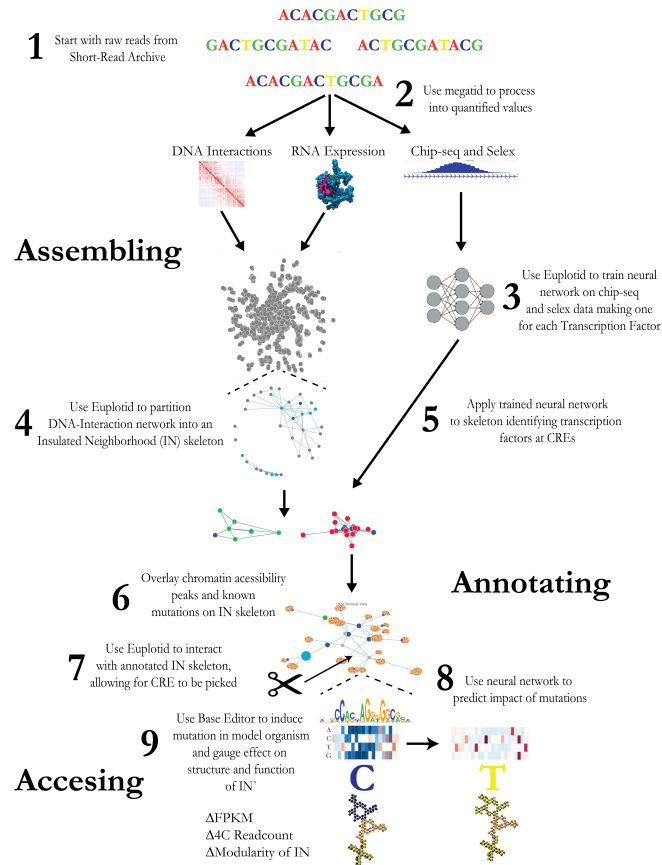 ACACGACTGCG
1
Start with raw reads from
Short-Read Archive
GACTGCGATAC
ACTGCGATACG
ACACGACTGCGA
2
Use megatid to process
into quantified values
DNA Interactions
RNA Expression
Chip-seq and Selex
Assembling
3
Use Euplotid to train neural
network on chip-seq
and selex data making one
for each Transcription Factor
4
Use Euplotid to partition
DNA-Interaction network into an
Insulated Neighborhood (IN) skeleton
5
Apply trained neural network
to skeleton identifying transcription
factors at CREs
6
Overlay chromatin acessibility
peaks and known
mutations on IN skeleton
Annotating
7
Use Euplotid to interact
with annotated IN skeleton,
allowing for CRE to be picked
8
Use neural network to
predict impact of mutations
9
Use Base Editor to induce
mutation in model organism
and gauge effect on
structure and function
of IN`
A
C
T
G
C
T
Accesing
ΔFPKM
Δ4C Readcount
ΔModularity of IN